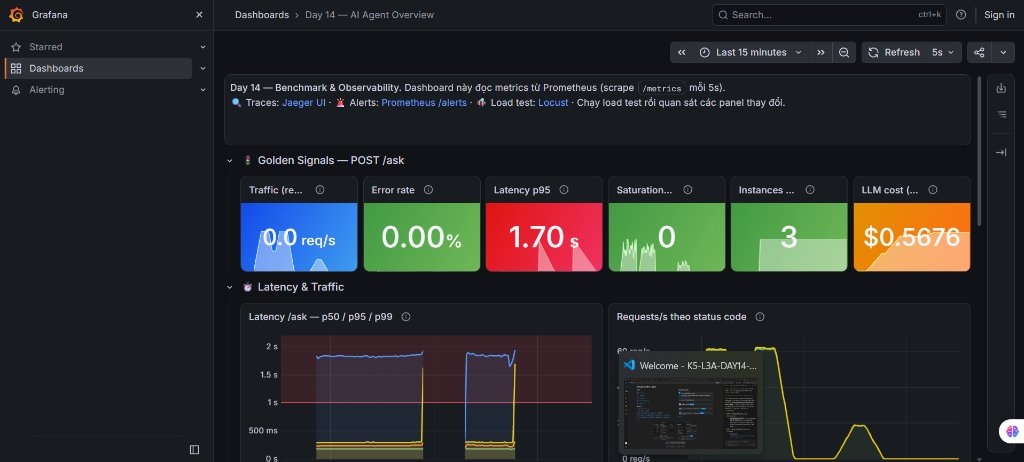 Grafana
Dashboards › Day 14 — AI Agent Overview
Search...
ctrl+k
Sign in
Starred
Dashboards
Alerting
Last 15 minutes
Refresh
5s
Day 14 — Benchmark & Observability. Dashboard này đọc metrics từ Prometheus (scrape /metrics mỗi 5s).
Traces: Jaeger UI · Alerts: Prometheus /alerts · Load test: Locust · Chạy load test rồi quan sát các panel thay đổi.
Golden Signals — POST /ask
Traffic (re...
Error rate
Latency p95
Saturation...
Instances ...
LLM cost (...
0.0 req/s
0.00%
1.70 s
0
3
$0.5676
Latency & Traffic
Latency /ask — p50 / p95 / p99
Requests/s theo status code
2 s
1.5 s
1 s
500 ms
0 s
Welcome - K5-L3A-DAY14-...